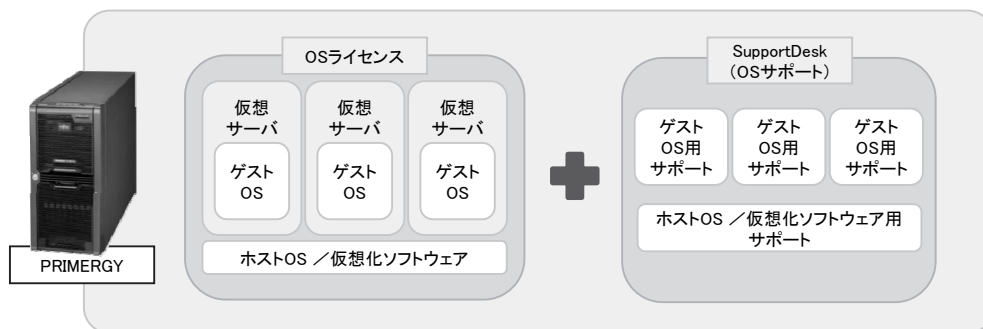 OSライセンス
仮想
サーバ
仮想
サーバ
仮想
サーバ
ゲスト
OS
ゲスト
OS
ゲスト
OS
ホストOS ／仮想化ソフトウェア
PRIMERGY
SupportDesk
（OSサポート）
ゲスト
OS用
サポート
ゲスト
OS用
サポート
ゲスト
OS用
サポート
ホストOS ／仮想化ソフトウェア用
サポート